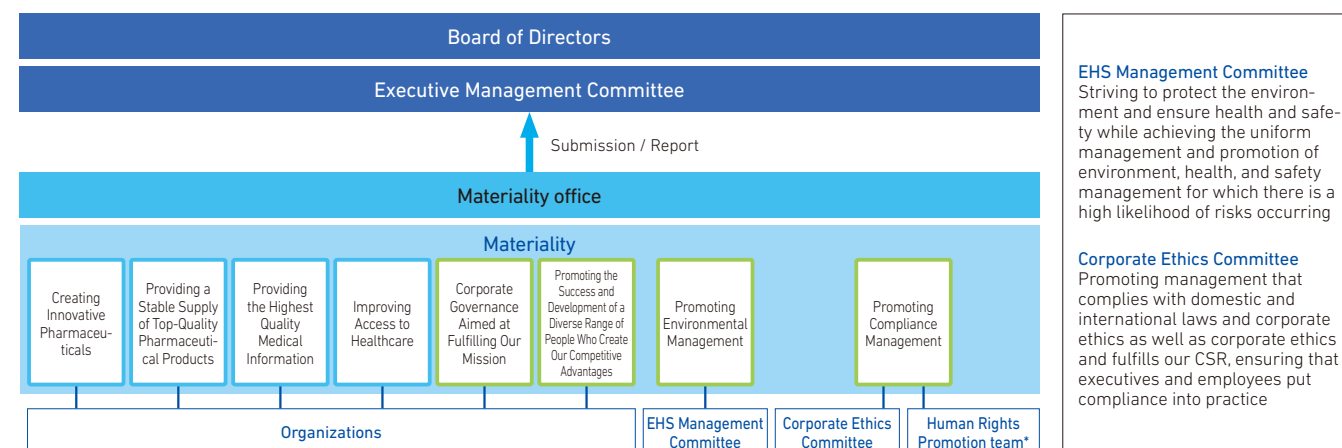 Board of Directors
Executive Management Committee
Submission / Report
Materiality office
Materiality
Creating
Innovative
Pharmaceu-
ticals
Providing a
Stable Supply
of Top-Quality
Pharmaceuti-
cal Products
Providing
the Highest
Quality
Medical
Information
Improving
Access to
Healthcare
Corporate
Governance
Aimed at
Fulfilling Our
Mission
Promoting the
Success and
Development of a
Diverse Range of
People Who Create
Our Competitive
Advantages
Promoting
Environmental
Management
Promoting
Compliance
Management
Organizations
EHS Management
Committee
Corporate Ethics
Committee
Human Rights
Promotion team*
EHS Management Committee
Striving to protect the environ-
ment and ensure health and safe-
ty while achieving the uniform
management and promotion of
environment, health, and safety
management for which there is a
high likelihood of risks occurring
Corporate Ethics Committee
Promoting management that
complies with domestic and
international laws and corporate
ethics as well as corporate ethics
and fulfills our CSR, ensuring that
executives and employees put
compliance into practice